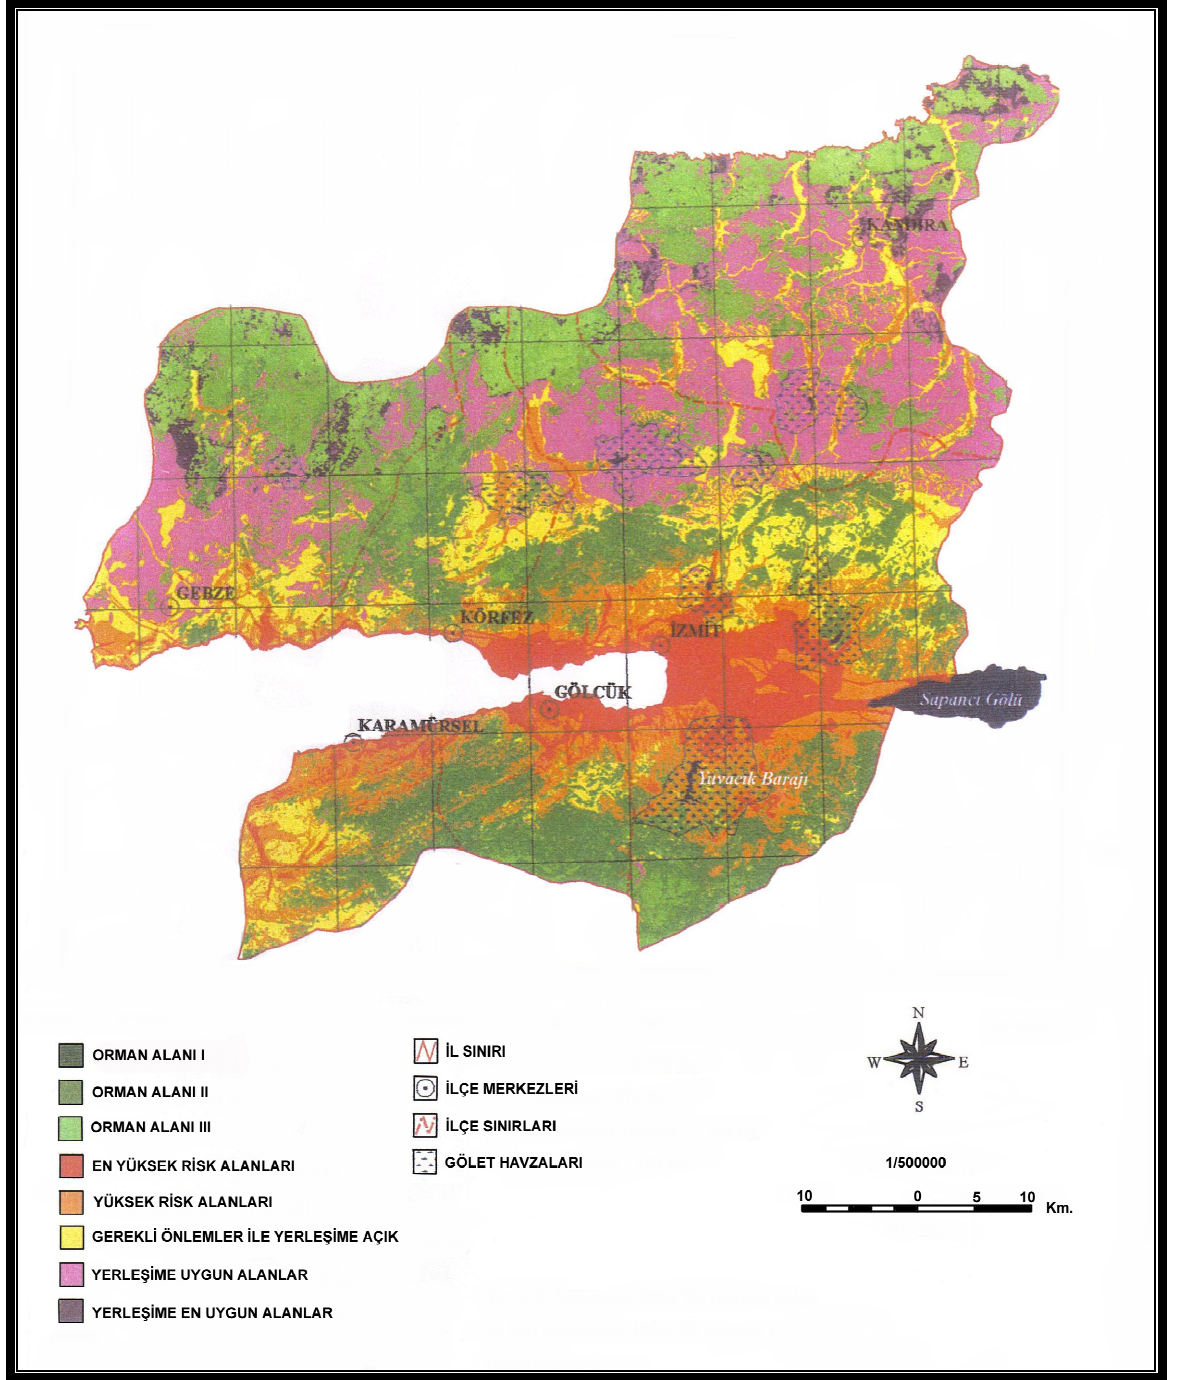 KANDIRA
GEBZE
KÖRFEZ
İZMİT
GÖLCÜK
Sapanca Gölü
KARAMÜRSEL
Yuvacık Barajı
ORMAN ALANI I
ORMAN ALANI II
ORMAN ALANI III
EN YÜKSEK RİSK ALANLARI
YÜKSEK RİSK ALANLARI
GEREKLİ ÖNLEMLER İLE YERLEŞİME AÇIK
YERLEŞİME UYGUN ALANLAR
YERLEŞİME EN UYGUN ALANLAR
İL SINIRI
İLÇE MERKEZLERİ
İLÇE SINIRLARI
GÖLET HAVZALARI
N
W E
S
1/500000
10 0 5 10
Km.